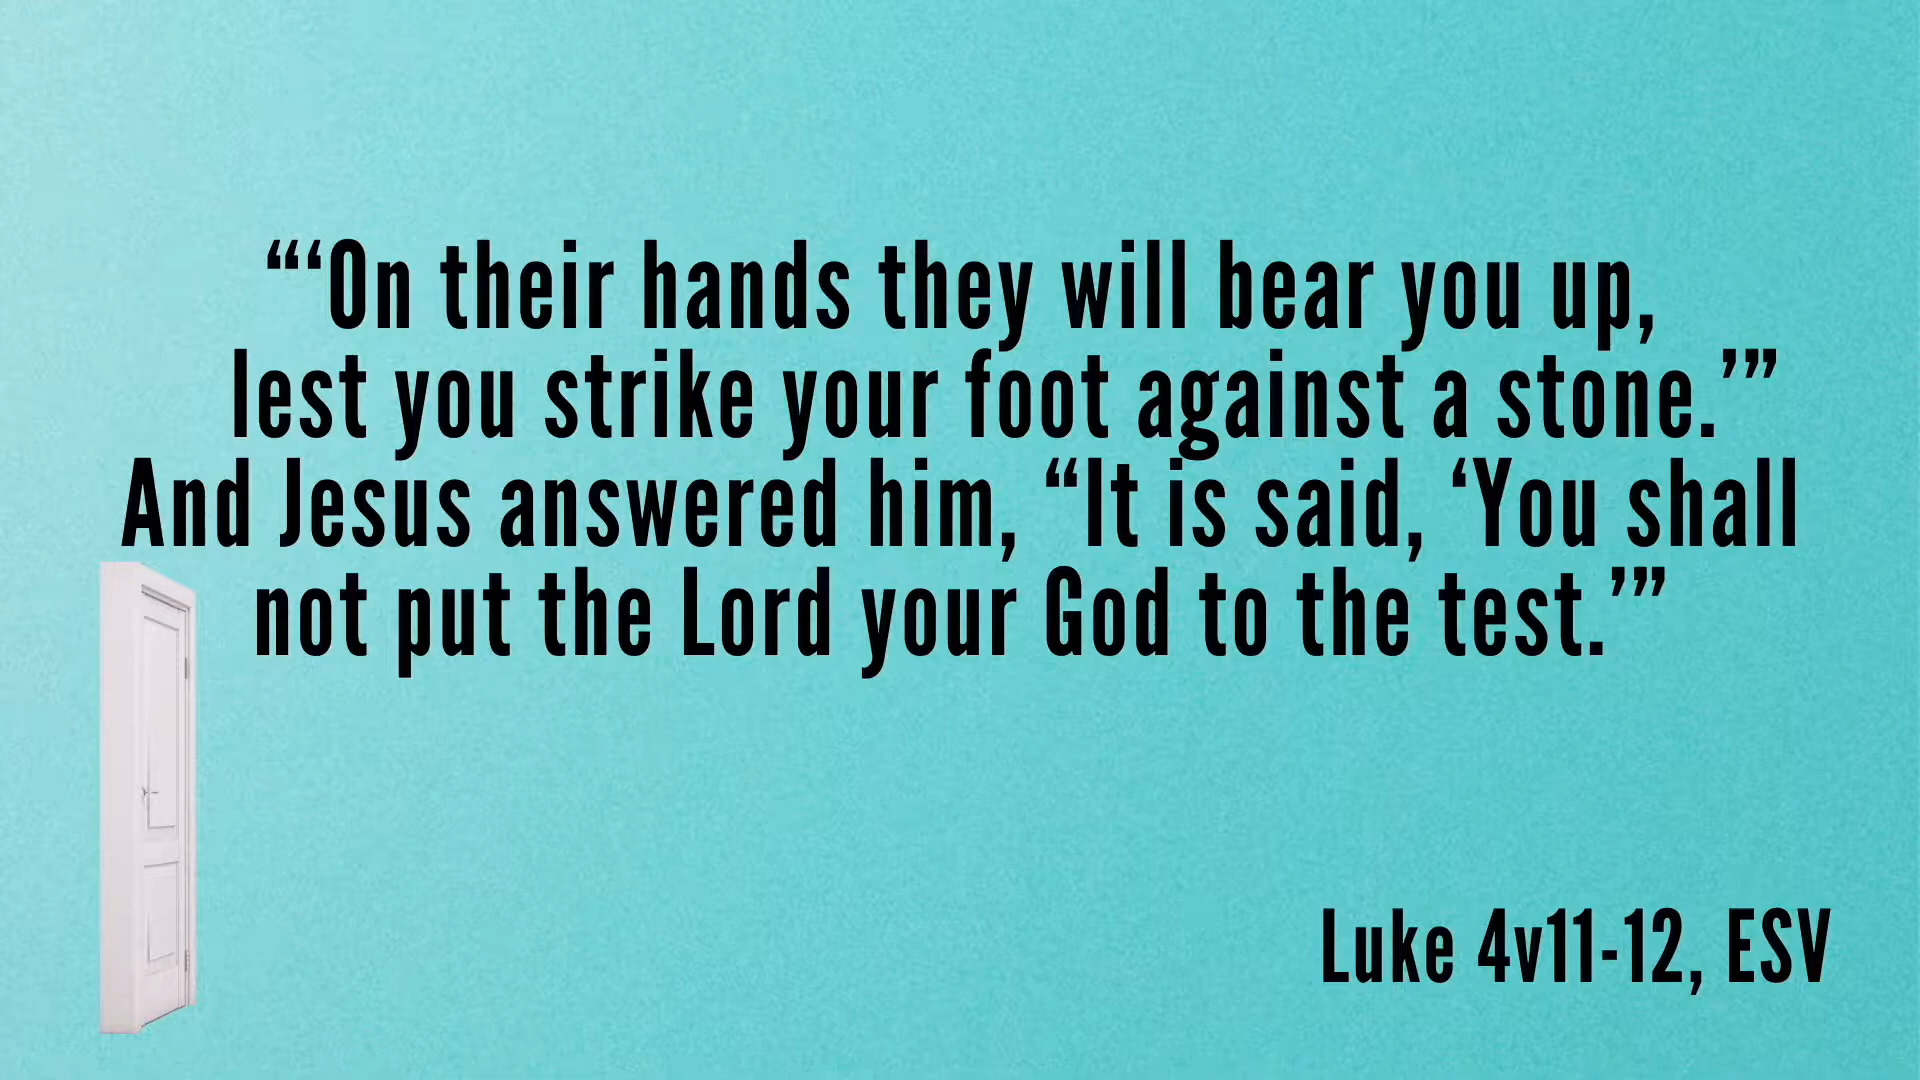 “‘On their hands they will bear you up,
lest you strike your foot against a stone.’”
And Jesus answered him, “It is said, ‘You shall
not put the Lord your God to the test.’”
Luke 4v11-12, ESV